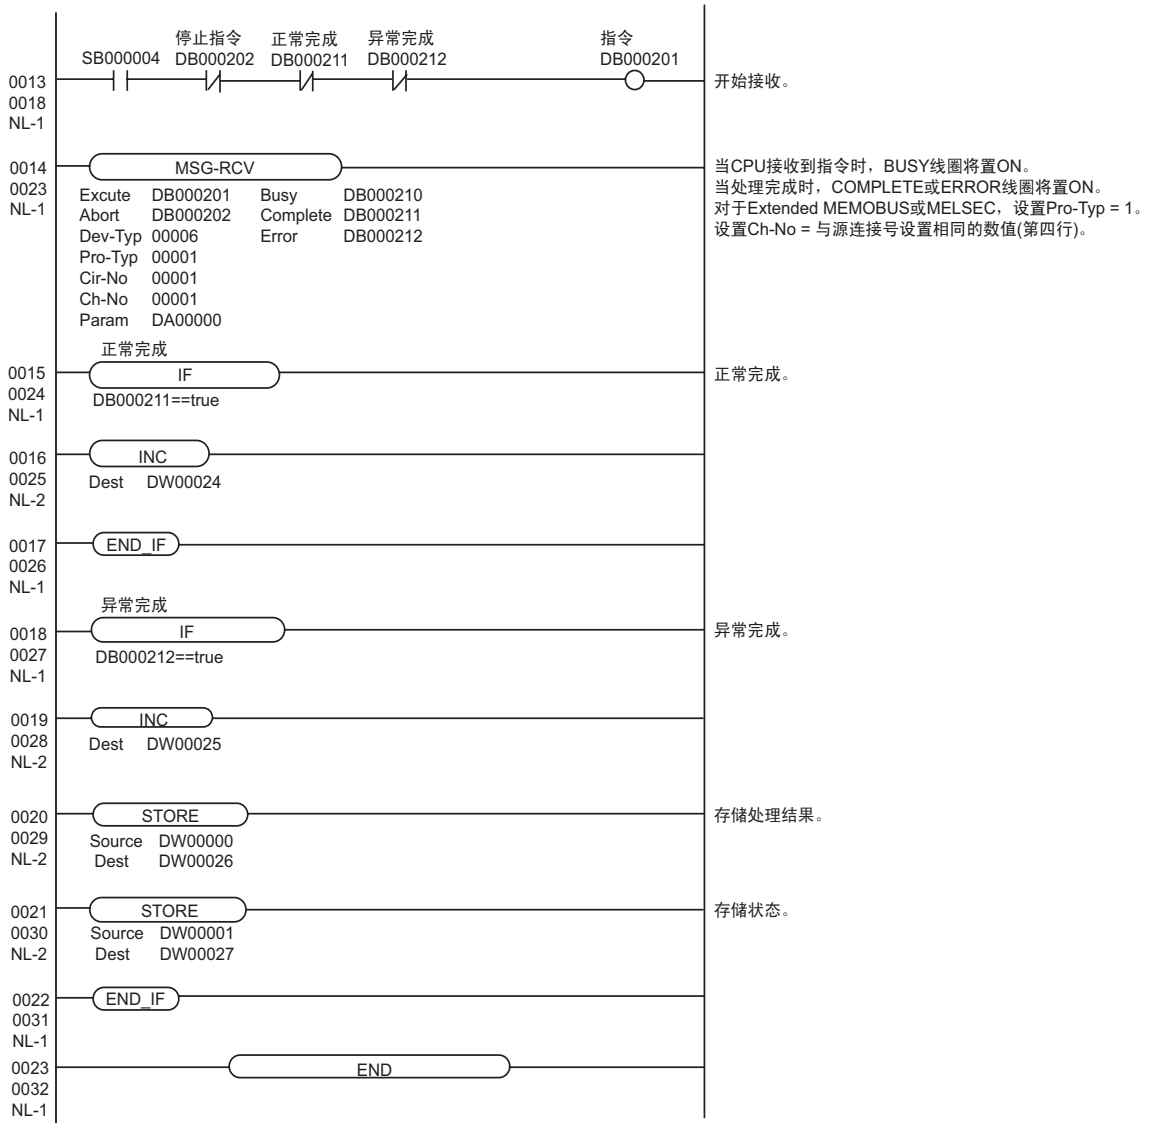 停止指令 正常完成 异常完成 指令
SB000004 DB000202 DB000211 DB000212 DB000201
0013 开始接收。
0018
NL-1
0014 MSG-RCV 当CPU接收到指令时，BUSY线圈将置ON。
0023 当处理完成时，COMPLETE或ERROR线圈将置ON。
NL-1 对于Extended MEMOBUS或MELSEC，设置Pro-Typ = 1。
设置Ch-No = 与源连接号设置相同的数值(第四行)。
Excute DB000201 Busy DB000210
Abort DB000202 Complete DB000211
Dev-Typ 00006 Error DB000212
Pro-Typ 00001
Cir-No 00001
Ch-No 00001
Param DA00000
正常完成
0015 IF 正常完成。
0024 DB000211==true
NL-1
0016 INC
0025 Dest DW00024
NL-2
0017 END_IF
0026
NL-1
异常完成
0018 IF 异常完成。
0027 DB000212==true
NL-1
0019 INC
0028 Dest DW00025
NL-2
0020 STORE 存储处理结果。
0029 Source DW00000
NL-2 Dest DW00026
0021 STORE 存储状态。
0030 Source DW00001
NL-2 Dest DW00027
0022 END_IF
0031
NL-1
0023 END
0032
NL-1